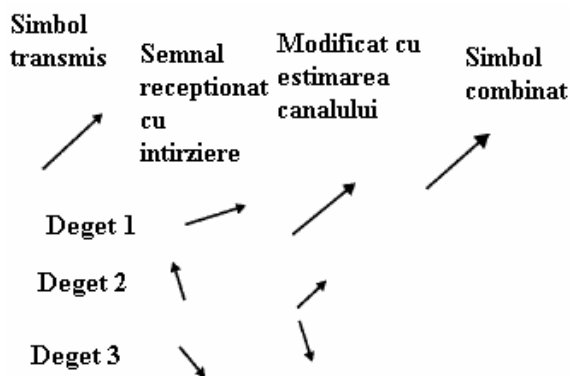 Simbol
transmis
Semnal
receptionat
cu
intirziere
Modificat cu
estimarea
canalului
Simbol
combinat
Deget 1
Deget 2
Deget 3